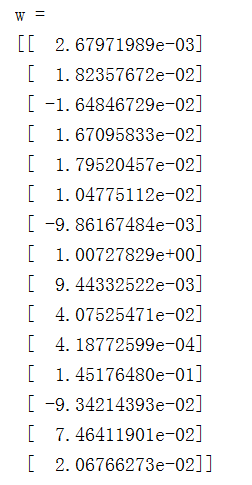 w =
[[ 2.67971989e-03]
[ 1.82357672e-02]
[ -1.64846729e-02]
[ 1.67095833e-02]
[ 1.79520457e-02]
[ 1.04775112e-02]
[ -9.86167484e-03]
[ 1.00727829e+00]
[ 9.44332522e-03]
[ 4.07525471e-02]
[ 4.18772599e-04]
[ 1.45176480e-01]
[ -9.34214393e-02]
[ 7.46411901e-02]
[ 2.06766273e-02]]